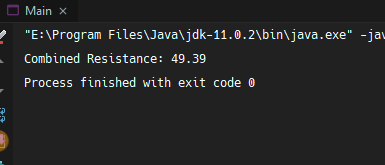 Main ×
"E:\Program Files\Java\jdk-11.0.2\bin\java.exe" -jav
Combined Resistance: 49.39
Process finished with exit code 0